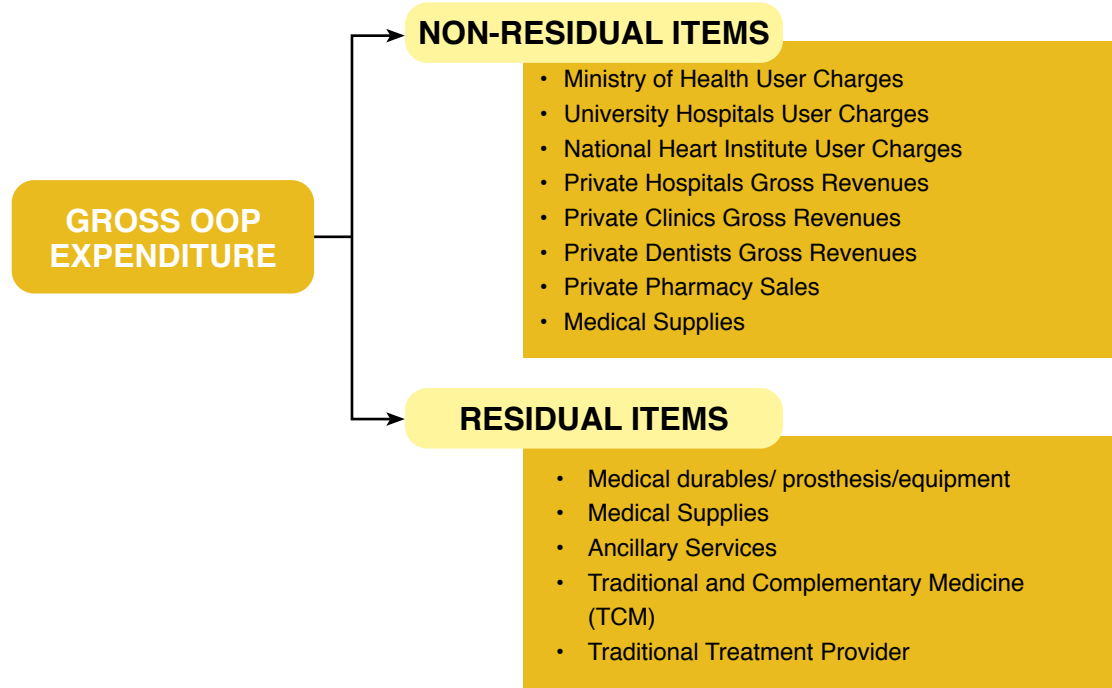 GROSS OOP
EXPENDITURE
NON-RESIDUAL ITEMS
• Ministry of Health User Charges
• University Hospitals User Charges
• National Heart Institute User Charges
• Private Hospitals Gross Revenues
• Private Clinics Gross Revenues
• Private Dentists Gross Revenues
• Private Pharmacy Sales
• Medical Supplies
RESIDUAL ITEMS
• Medical durables/ prosthesis/equipment
• Medical Supplies
• Ancillary Services
• Traditional and Complementary Medicine
(TCM)
• Traditional Treatment Provider